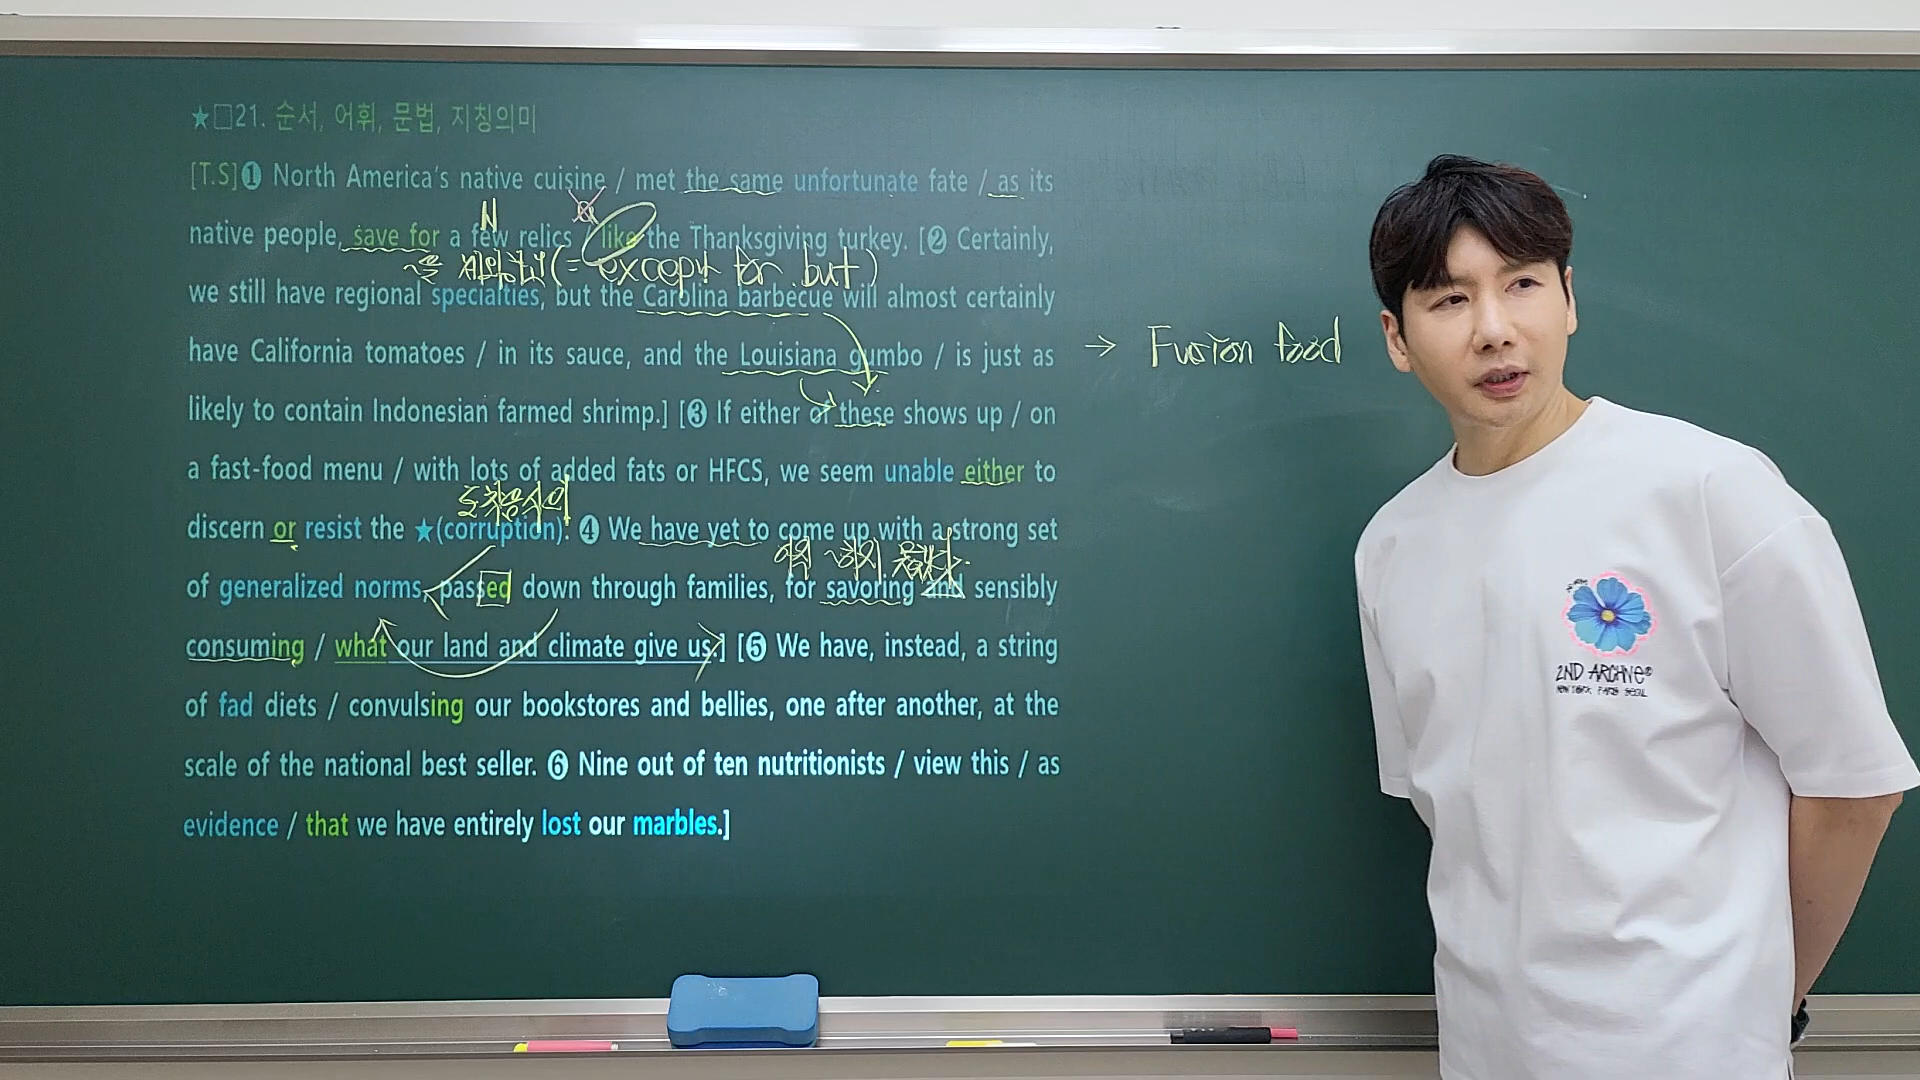 ★□21. 순서, 어휘, 문법, 지칭의미
[T.S]❶ North America's native cuisine / met the same unfortunate fate / as its
N
native people, save for a few relics / like the Thanksgiving turkey. [❷ Certainly,
(= except for, but)
we still have regional specialties, but the Carolina barbecue will almost certainly
have California tomatoes / in its sauce, and the Louisiana gumbo / is just as
→ Fusion food
likely to contain Indonesian farmed shrimp.] [❸ If either of these shows up / on
a fast-food menu / with lots of added fats or HFCS, we seem unable either to
discern or resist the ★(corruption). ❹ We have yet to come up with a strong set
of generalized norms, passed down through families, for savoring and sensibly
consuming / what our land and climate give us.] [❺ We have, instead, a string
of fad diets / convulsing our bookstores and bellies, one after another, at the
scale of the national best seller. ❻ Nine out of ten nutritionists / view this / as
evidence / that we have entirely lost our marbles.]
2ND ARCHIVE®
NEW YORK PARIS SEOUL